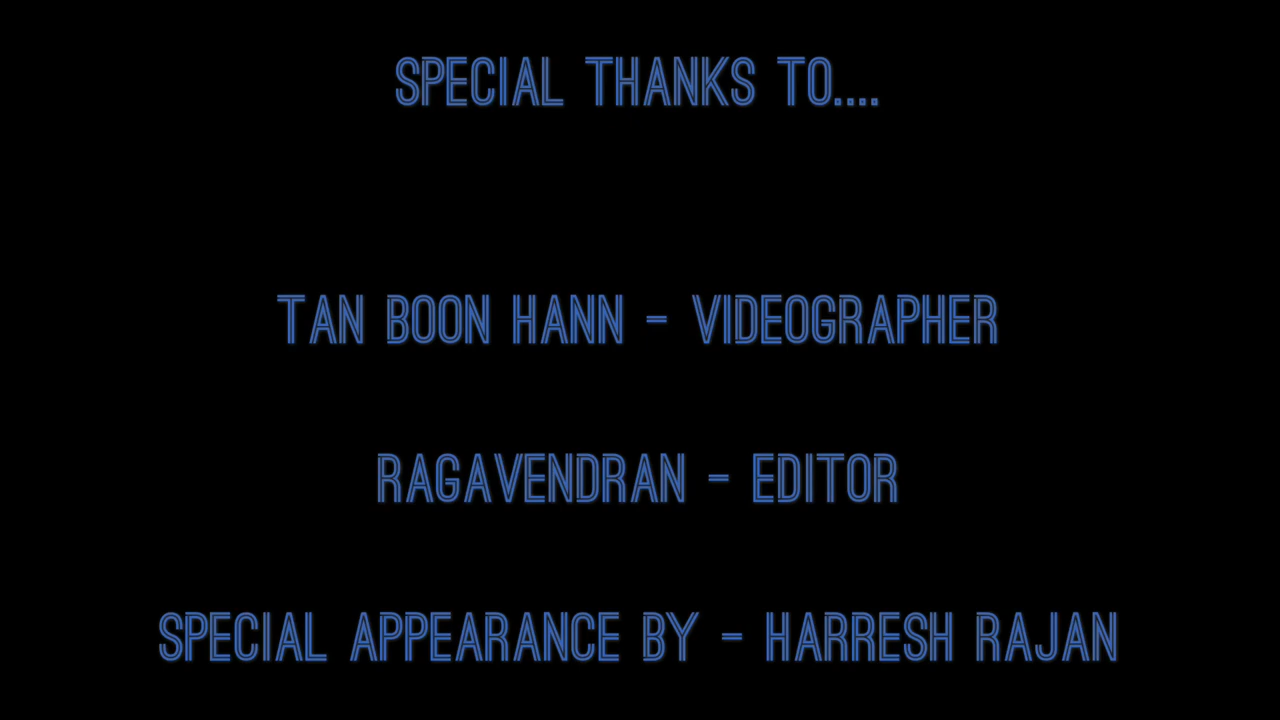 SPECIAL THANKS TO....
TAN BOON HANN - VIDEOGRAPHER
RAGAVENDRAN - EDITOR
SPECIAL APPEARANCE BY - HARRESH RAJAN